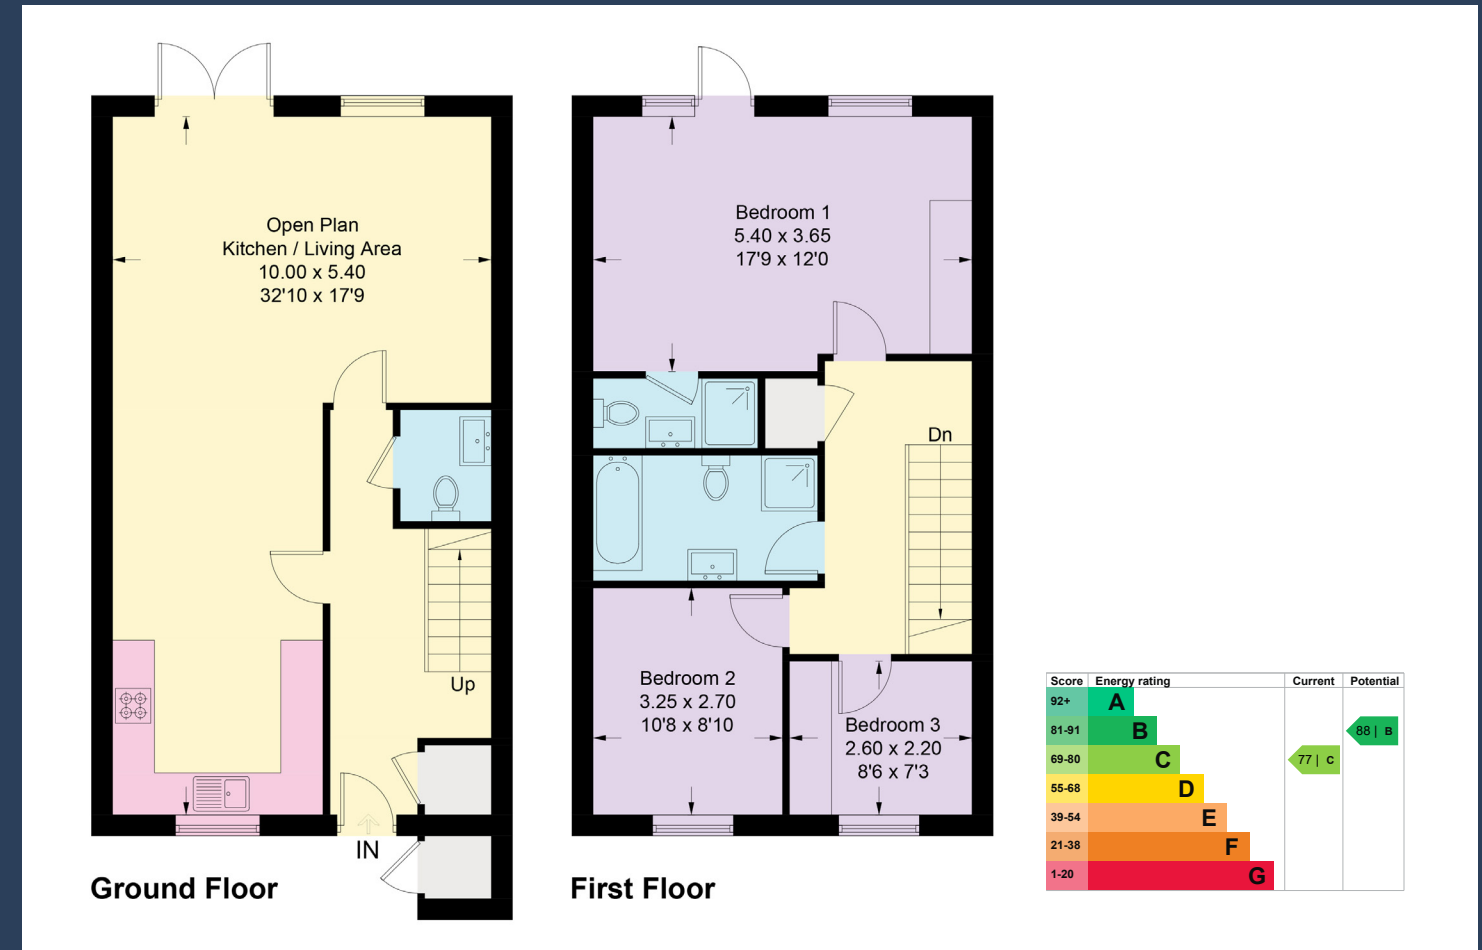 Open Plan
Kitchen / Living Area
10.00 x 5.40
32'10 x 17'9
Up
IN
Ground Floor
Bedroom 1
5.40 x 3.65
17'9 x 12'0
Dn
Bedroom 2
3.25 x 2.70
10'8 x 8'10
Bedroom 3
2.60 x 2.20
8'6 x 7'3
First Floor
Score Energy rating Current Potential
92+ A
81-91 B 88 | B
69-80 C 77 | C
55-68 D
39-54 E
21-38 F
1-20 G